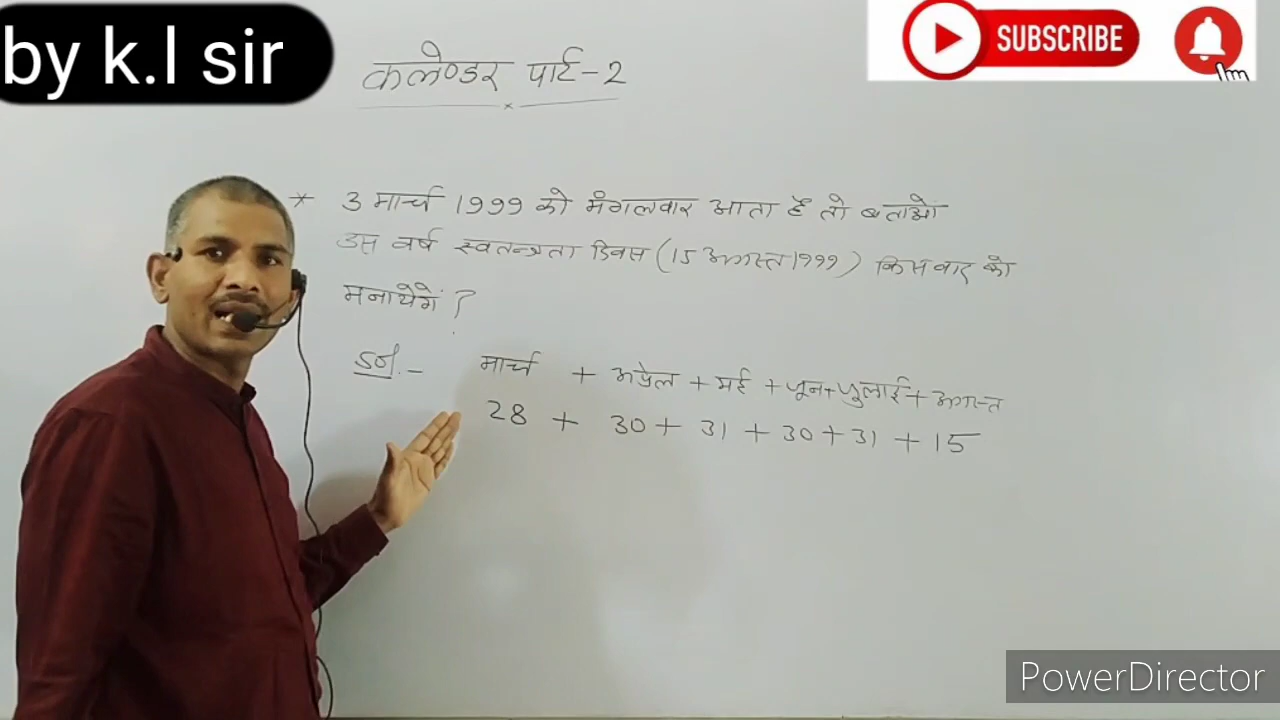 by k.l sir
SUBSCRIBE
कलेण्डर पार्ट-2
* 3 मार्च 1999 को मंगलवार आता है तो बताओ
उस वर्ष स्वतन्त्रता दिवस (15 अगस्त 1999) किस वार को
मनायेगें ?
Sol.- मार्च + अप्रेल + मई + जून + जुलाई + अगस्त
28 + 30 + 31 + 30 + 31 + 15
PowerDirector